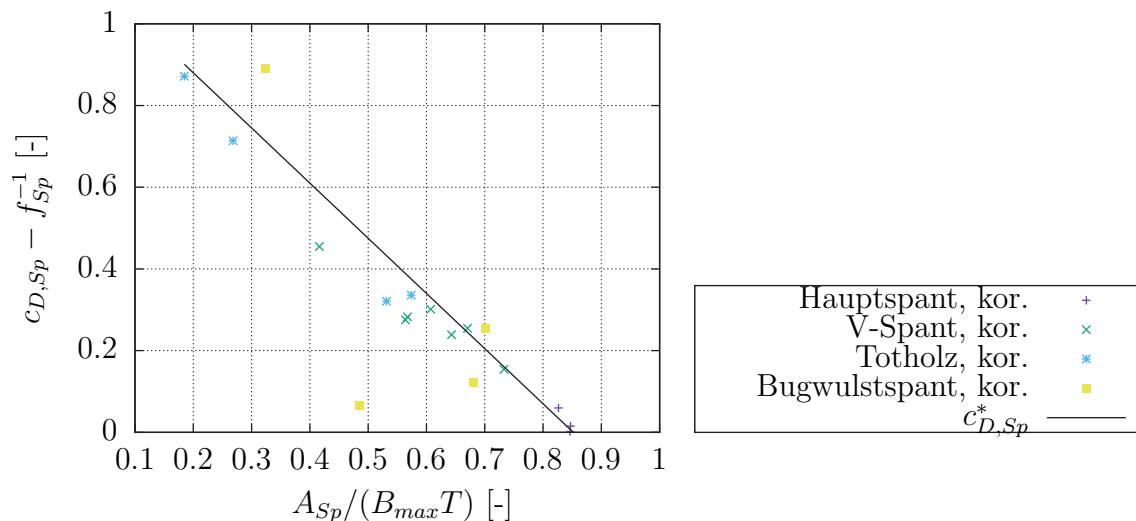 1
0.8
0.6
0.4
0.2
0
c_{D,Sp} − f_{Sp}^{−1} [-]
0.1 0.2 0.3 0.4 0.5 0.6 0.7 0.8 0.9 1
A_{Sp}/(B_{max}T) [-]
Hauptspant, kor.
V-Spant, kor.
Totholz, kor.
Bugwulstspant, kor.
c^{*}_{D,Sp}